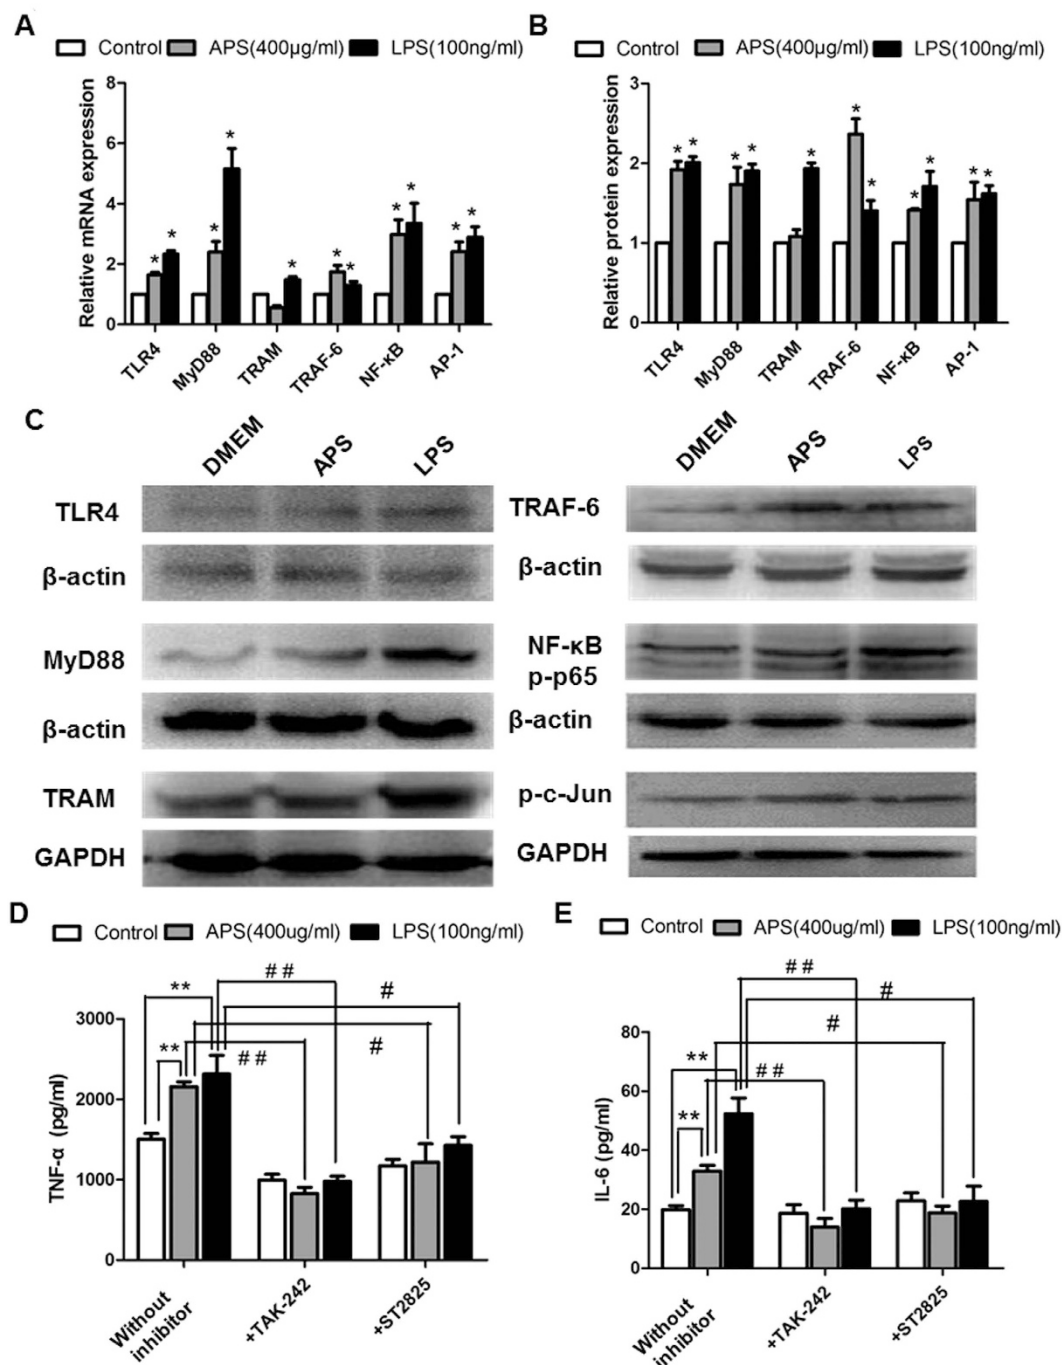 A
Control APS(400μg/ml) LPS(100ng/ml)
Relative mRNA expression
8
6
4
2
0
* * * * * * * * * * *
TLR4 MyD88 TRAM TRAF-6 NF-κB AP-1
B
Control APS(400μg/ml) LPS(100ng/ml)
Relative protein expression
3
2
1
0
* * * * * * * * * * *
TLR4 MyD88 TRAM TRAF-6 NF-κB AP-1
C
DMEM APS LPS
TLR4
β-actin
MyD88
β-actin
TRAM
GAPDH
DMEM APS LPS
TRAF-6
β-actin
NF-κB
p-p65
β-actin
p-c-Jun
GAPDH
D
Control APS(400ug/ml) LPS(100ng/ml)
TNF-α (pg/ml)
3000
2000
1000
0
# #
** #
** # # #
Without
inhibitor
+TAK-242
+ST2825
E
Control APS(400ug/ml) LPS(100ng/ml)
IL-6 (pg/ml)
80
60
40
20
0
# #
#
#
** # #
**
Without
inhibitor
+TAK-242
+ST2825